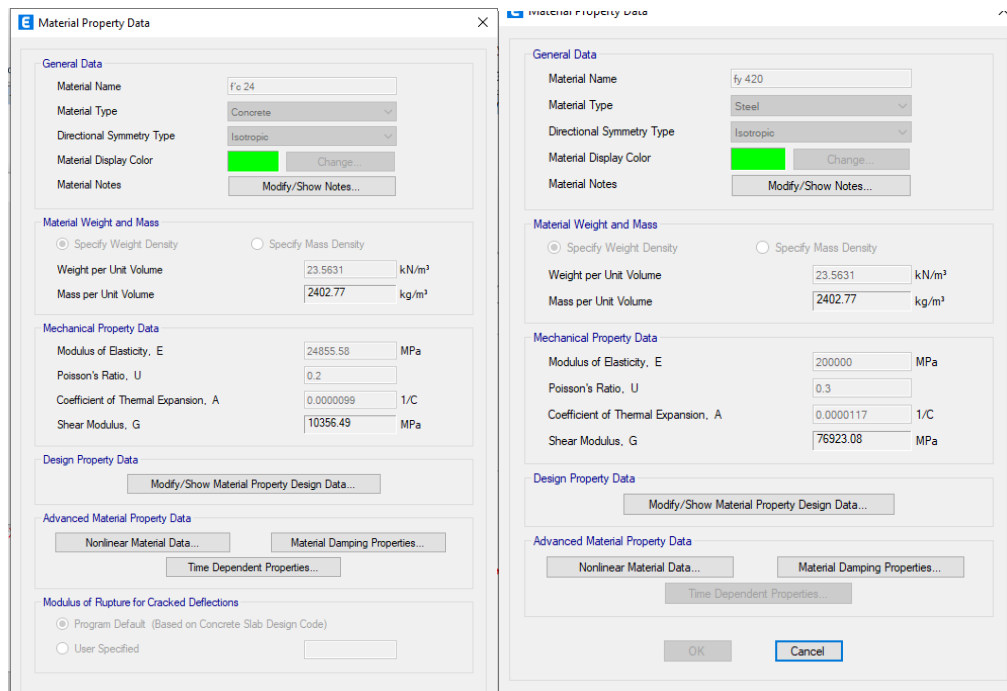 E Material Property Data
General Data
Material Name f'c 24
Material Type Concrete
Directional Symmetry Type Isotropic
Material Display Color Change...
Material Notes Modify/Show Notes...
Material Weight and Mass
Specify Weight Density Specify Mass Density
Weight per Unit Volume 23.5631 kN/m³
Mass per Unit Volume 2402.77 kg/m³
Mechanical Property Data
Modulus of Elasticity, E 24855.58 MPa
Poisson's Ratio, U 0.2
Coefficient of Thermal Expansion, A 0.0000099 1/C
Shear Modulus, G 10356.49 MPa
Design Property Data
Modify/Show Material Property Design Data...
Advanced Material Property Data
Nonlinear Material Data... Material Damping Properties...
Time Dependent Properties...
Modulus of Rupture for Cracked Deflections
Program Default (Based on Concrete Slab Design Code)
User Specified
E Material Property Data
General Data
Material Name fy 420
Material Type Steel
Directional Symmetry Type Isotropic
Material Display Color Change...
Material Notes Modify/Show Notes...
Material Weight and Mass
Specify Weight Density Specify Mass Density
Weight per Unit Volume 23.5631 kN/m³
Mass per Unit Volume 2402.77 kg/m³
Mechanical Property Data
Modulus of Elasticity, E 200000 MPa
Poisson's Ratio, U 0.3
Coefficient of Thermal Expansion, A 0.0000117 1/C
Shear Modulus, G 76923.08 MPa
Design Property Data
Modify/Show Material Property Design Data...
Advanced Material Property Data
Nonlinear Material Data... Material Damping Properties...
Time Dependent Properties...
OK Cancel